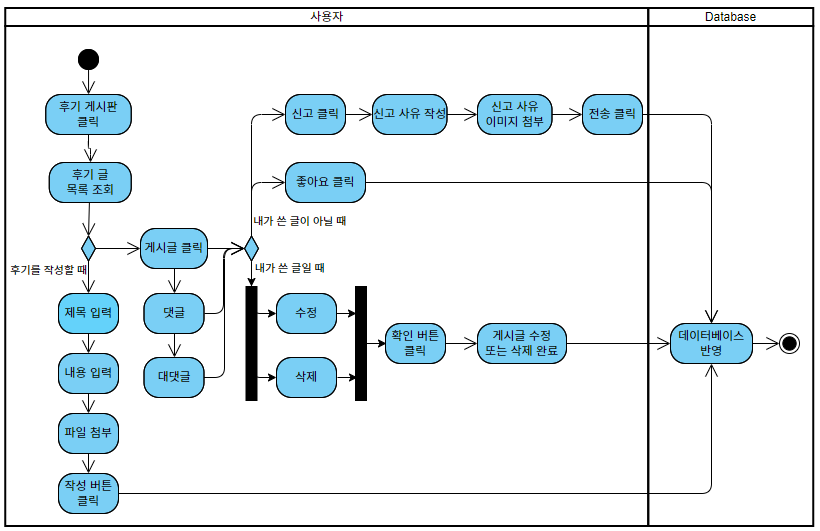 사용자
Database
후기 게시판
클릭
신고 클릭
신고 사유 작성
신고 사유
이미지 첨부
전송 클릭
후기 글
목록 조회
좋아요 클릭
내가 쓴 글이 아닐 때
게시글 클릭
후기를 작성할 때
내가 쓴 글일 때
제목 입력
댓글
수정
확인 버튼
클릭
게시글 수정
또는 삭제 완료
데이터베이스
반영
내용 입력
대댓글
삭제
파일 첨부
작성 버튼
클릭